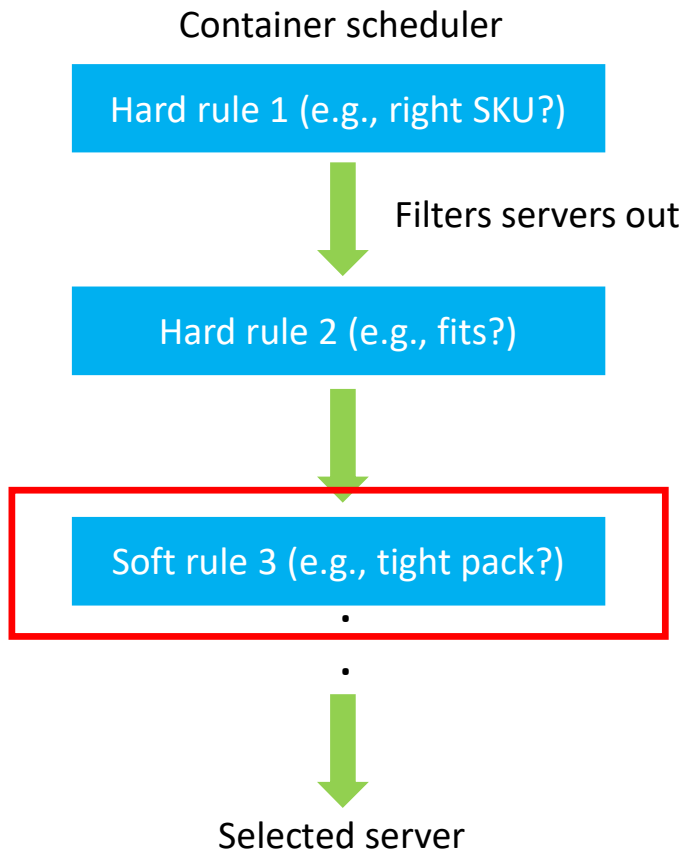 Container scheduler
Hard rule 1 (e.g., right SKU?)
Filters servers out
Hard rule 2 (e.g., fits?)
Soft rule 3 (e.g., tight pack?)
.
.
Selected server